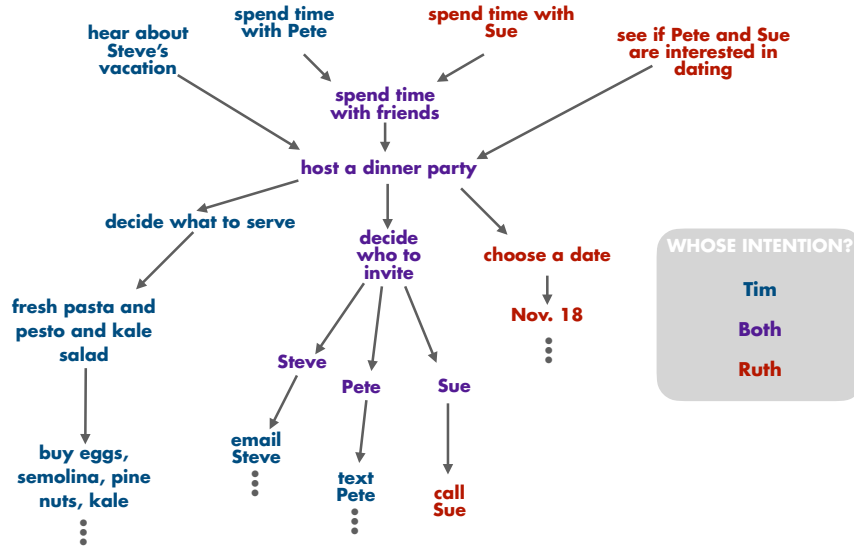 hear about
Steve's
vacation
spend time
with Pete
spend time with
Sue
see if Pete and Sue
are interested in
dating
spend time
with friends
host a dinner party
decide what to serve
decide
who to
invite
choose a date
WHOSE INTENTION?
Tim
Both
Ruth
fresh pasta and
pesto and kale
salad
Nov. 18
Steve
Pete
Sue
buy eggs,
semolina, pine
nuts, kale
email
Steve
text
Pete
call
Sue